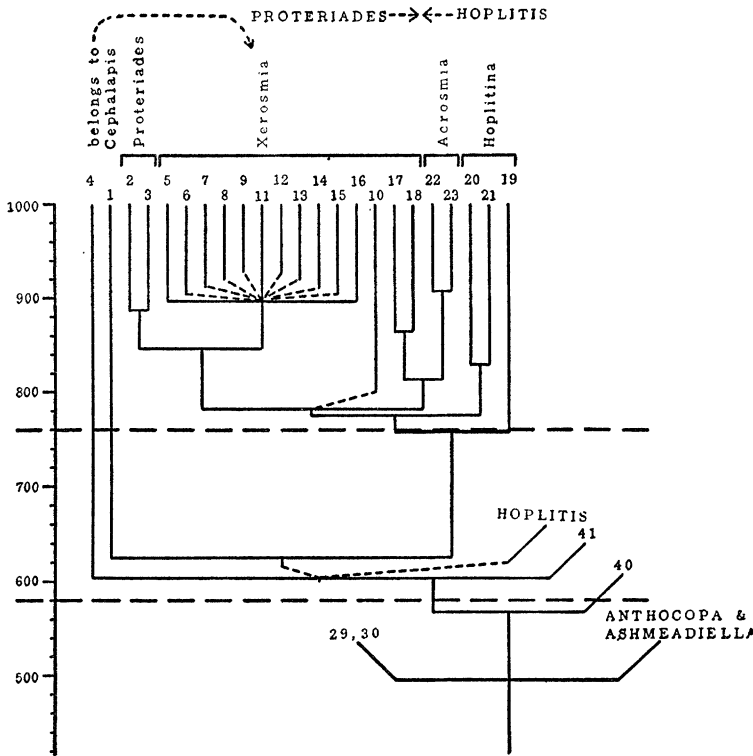 PROTERIADES HOPLITIS
belongs to
Cephalapis
Proteriades
Xerosmia
Acrosmia
Hoplitina
4 2 5 7 9 12 14 16 17 22 20 19
1 3 6 8 11 13 15 10 18 23 21
1000
900
800
700
HOPLITIS
41
600
40
ANTHOCOPA &
ASHMEADIELLA
29,30
500